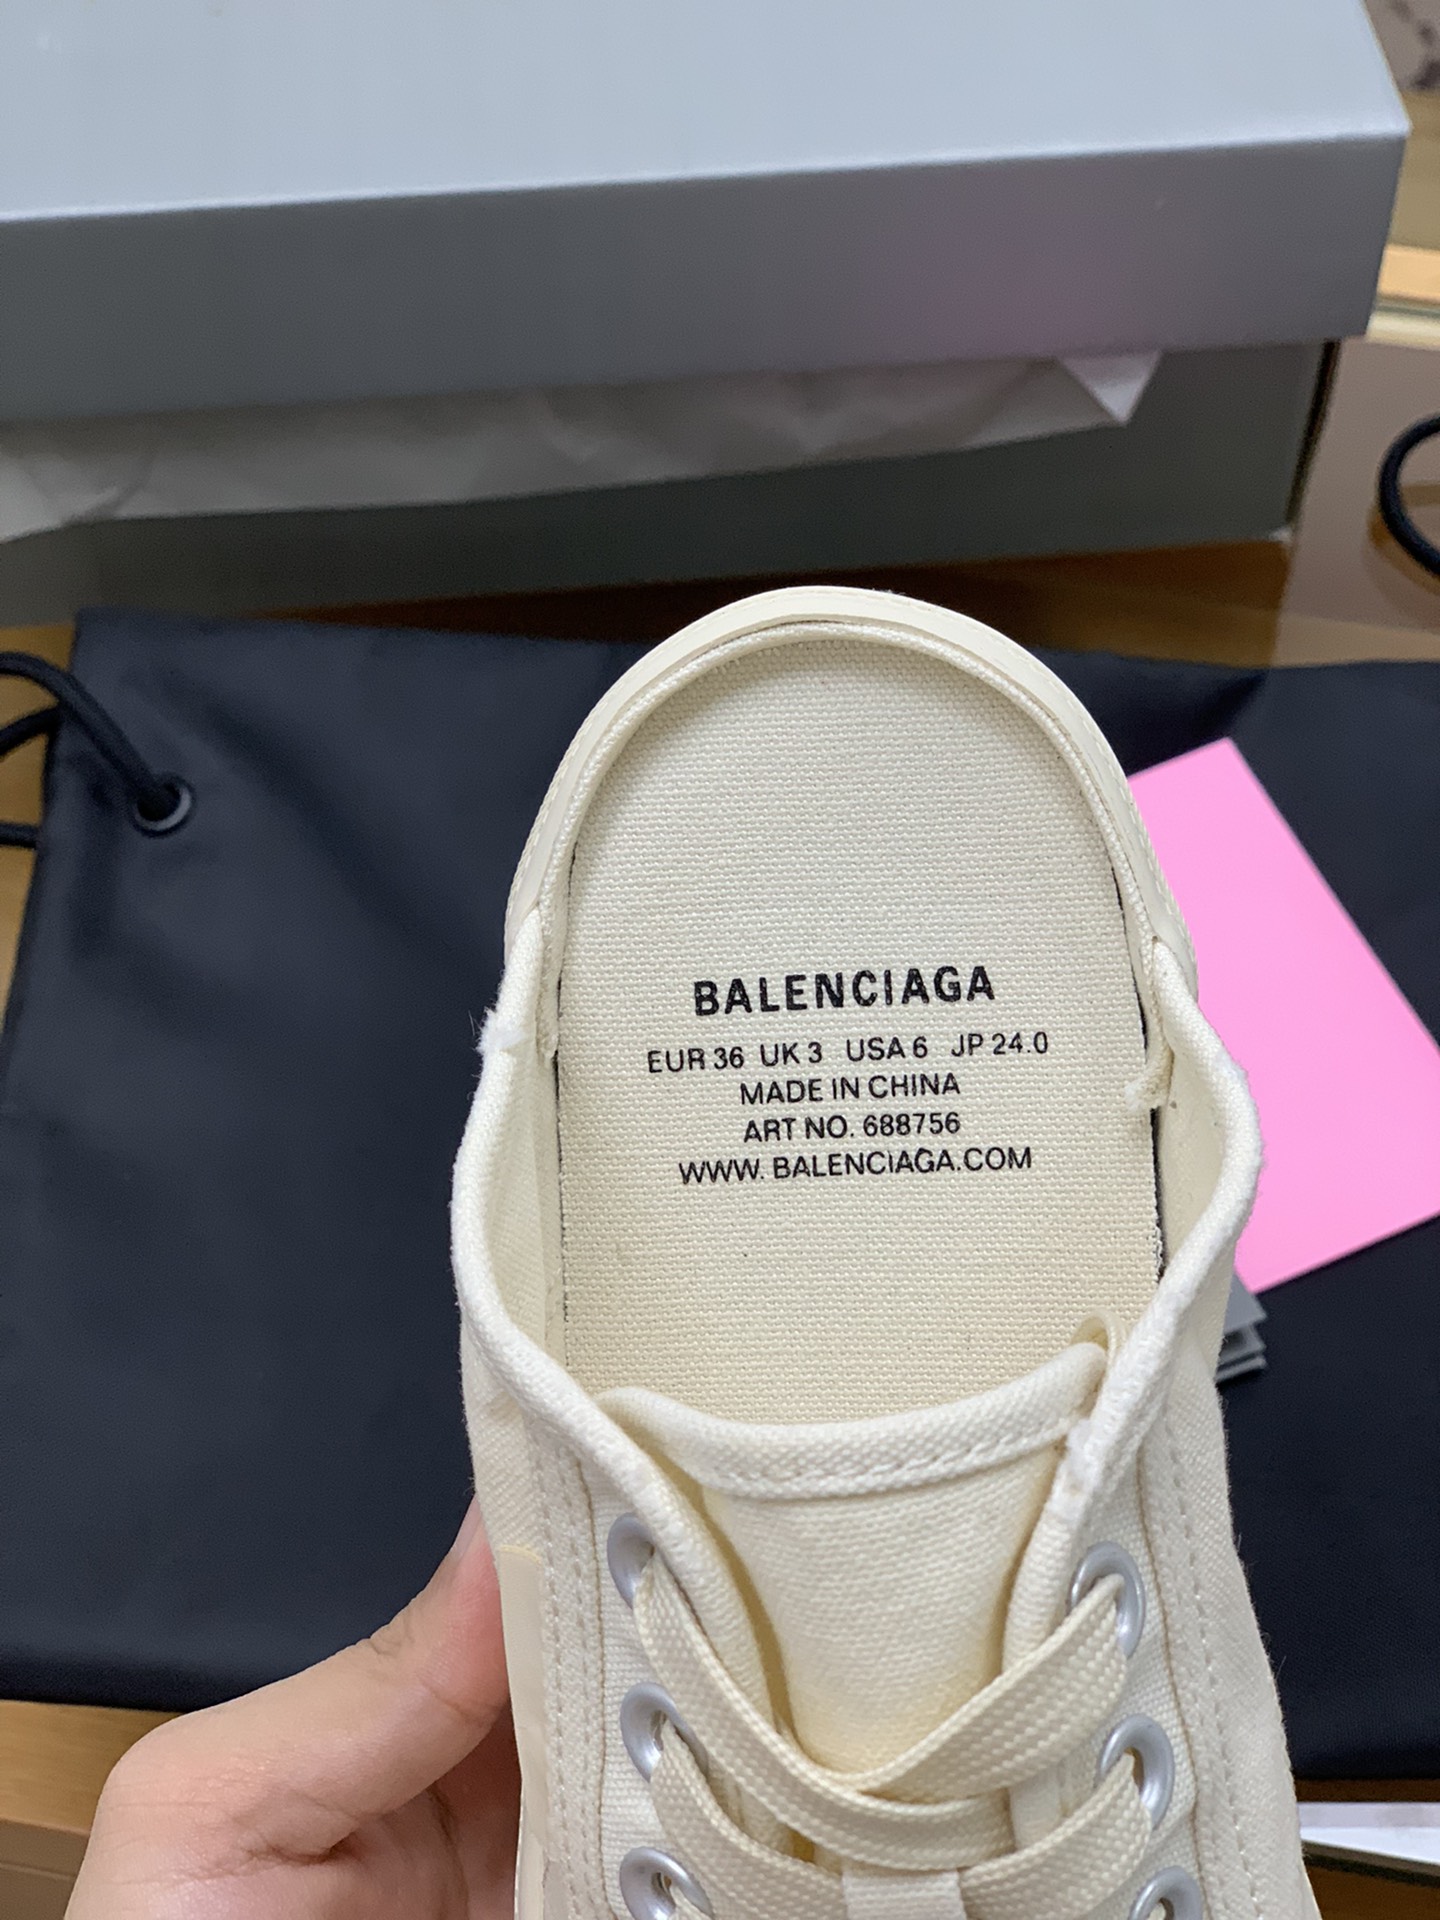 BALENCIAGA
EUR 36 UK 3 USA 6 JP 24.0
MADE IN CHINA
ART NO. 688756
WWW. BALENCIAGA.COM